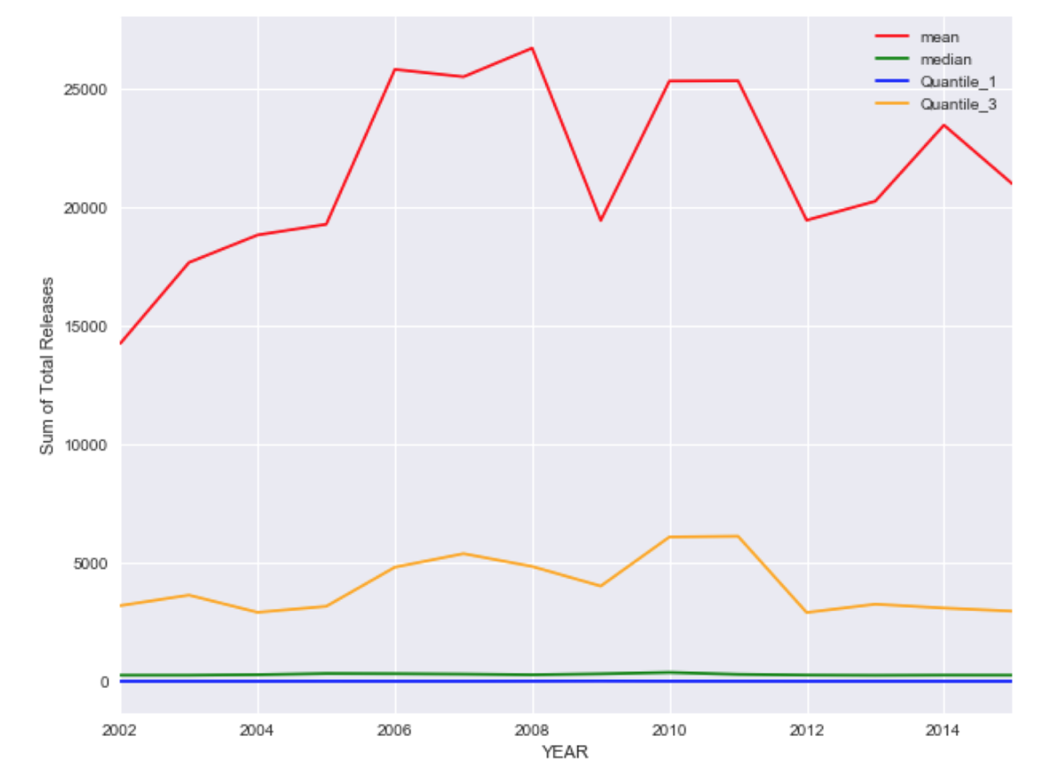 mean
median
Quantile_1
Quantile_3
25000
20000
15000
10000
5000
0
Sum of Total Releases
2002 2004 2006 2008 2010 2012 2014
YEAR